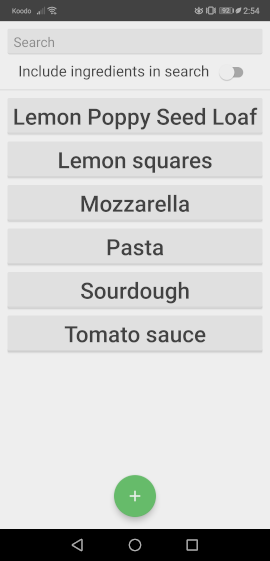 Koodo 92 2:54
Search
Include ingredients in search
Lemon Poppy Seed Loaf
Lemon squares
Mozzarella
Pasta
Sourdough
Tomato sauce
+